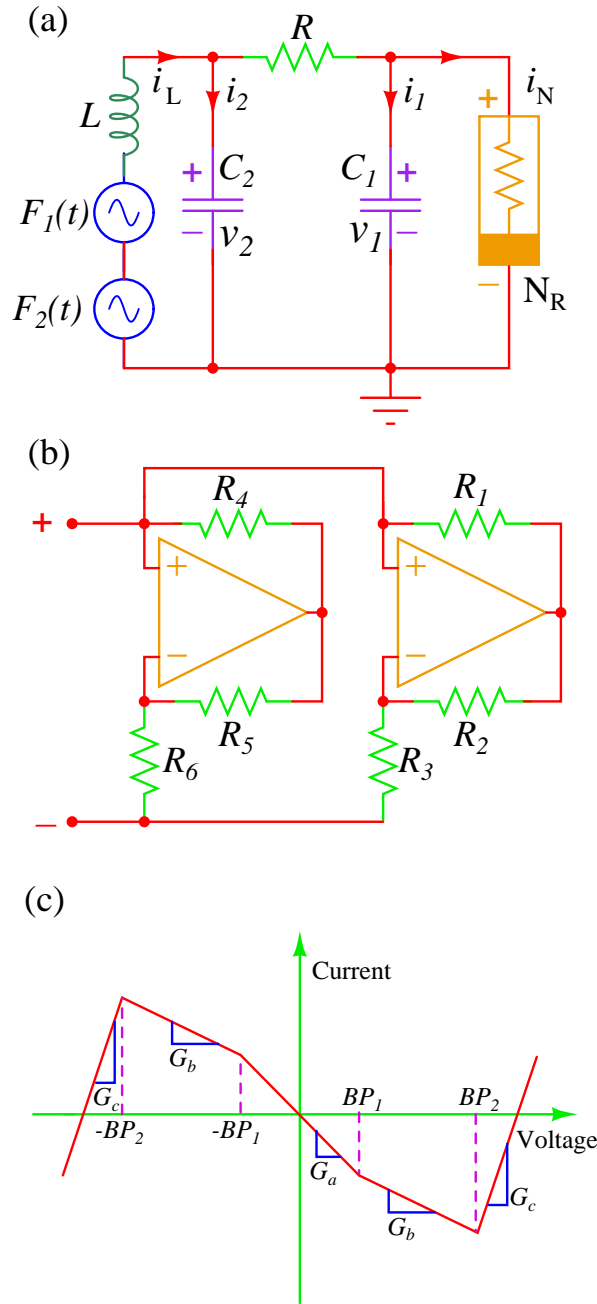 (a)
R
i_L
i_2
i_1
i_N
+
L
+
C_2
C_1
+
F_1(t)
−
v_2
v_1
−
F_2(t)
−
N_R
(b)
R_4
R_1
+
+
+
−
−
R_5
R_2
R_6
R_3
−
(c)
Current
G_b
G_c
BP_1
BP_2
-BP_2
-BP_1
Voltage
G_a
G_c
G_b